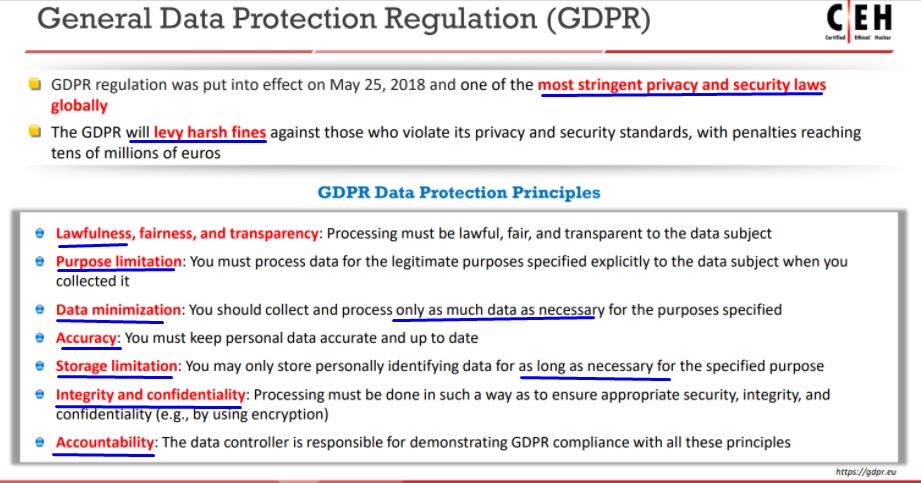 General Data Protection Regulation (GDPR)
C|EH
Certified Ethical Hacker
GDPR regulation was put into effect on May 25, 2018 and one of the most stringent privacy and security laws
globally
The GDPR will levy harsh fines against those who violate its privacy and security standards, with penalties reaching
tens of millions of euros
GDPR Data Protection Principles
Lawfulness, fairness, and transparency: Processing must be lawful, fair, and transparent to the data subject
Purpose limitation: You must process data for the legitimate purposes specified explicitly to the data subject when you
collected it
Data minimization: You should collect and process only as much data as necessary for the purposes specified
Accuracy: You must keep personal data accurate and up to date
Storage limitation: You may only store personally identifying data for as long as necessary for the specified purpose
Integrity and confidentiality: Processing must be done in such a way as to ensure appropriate security, integrity, and
confidentiality (e.g., by using encryption)
Accountability: The data controller is responsible for demonstrating GDPR compliance with all these principles
https://gdpr.eu